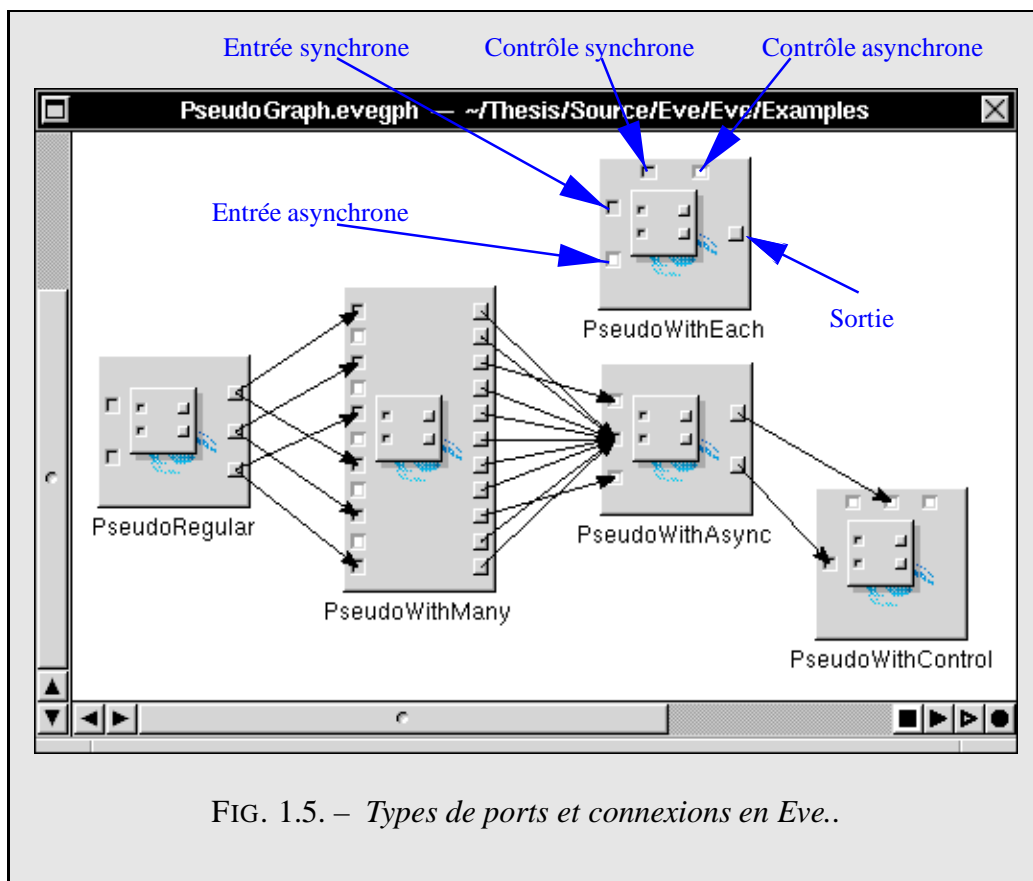 Entrée synchrone
Contrôle synchrone
Contrôle asynchrone
PseudoGraph.evegph — ~/Thesis/Source/Eve/Eve/Examples
Entrée asynchrone
Sortie
PseudoWithEach
PseudoRegular
PseudoWithAsync
PseudoWithMany
PseudoWithControl
FIG. 1.5. – Types de ports et connexions en Eve..